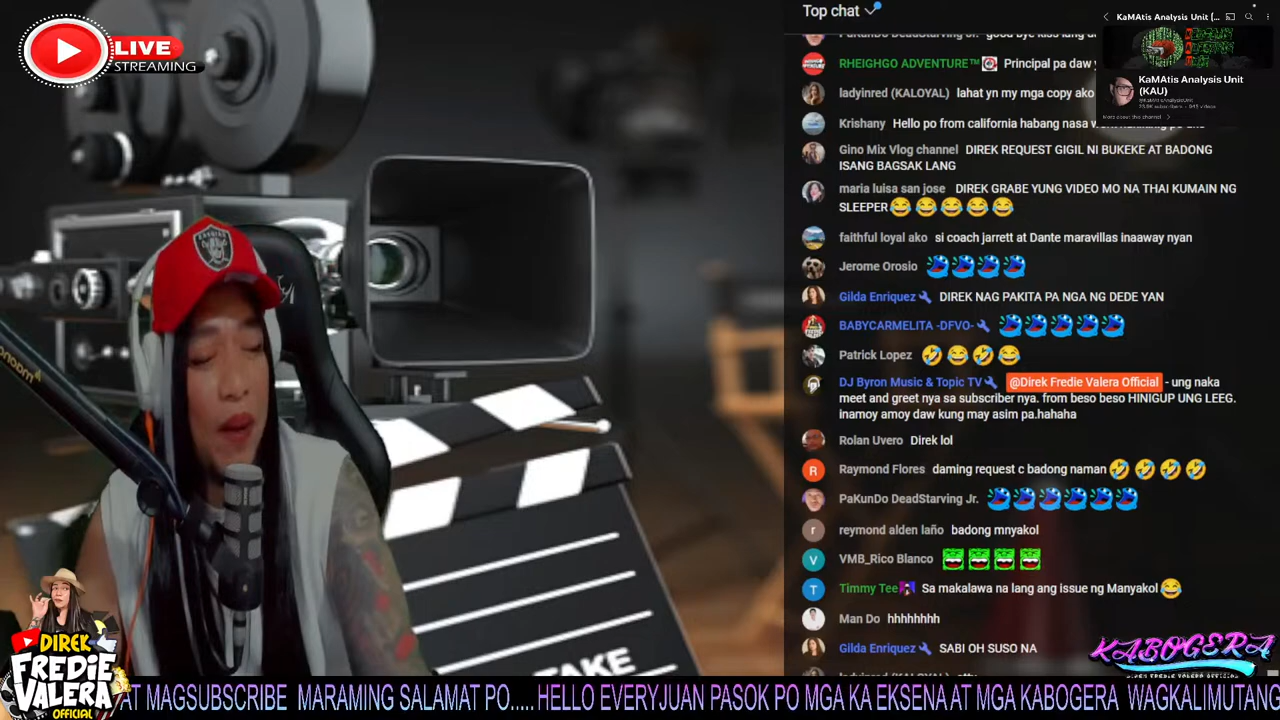 LIVE
STREAMING
Top chat
KaMAtis Analysis Unit (...
KaMAtis Analysis Unit
(KAU)
More about this channel
RHEIGHGO ADVENTURE™ Principal pa daw
ladyinred (KALOYAL) lahat yn my mga copy ako
Krishany Hello po from california habang nasa
Gino Mix Vlog channel DIREK REQUEST GIGIL NI BUKEKE AT BADONG
ISANG BAGSAK LANG
maria luisa san jose DIREK GRABE YUNG VIDEO MO NA THAI KUMAIN NG
SLEEPER😂😂😂😂😂
faithful loyal ako si coach jarrett at Dante maravillas inaaway nyan
Jerome Orosio
Gilda Enriquez DIREK NAG PAKITA PA NGA NG DEDE YAN
BABYCARMELITA -DFVO-
Patrick Lopez 🤣😂🤣😂
DJ Byron Music & Topic TV @Direk Fredie Valera Official - ung naka
meet and greet nya sa subscriber nya. from beso beso HINIGUP UNG LEEG.
inamoy amoy daw kung may asim pa.hahaha
Rolan Uvero Direk lol
R Raymond Flores daming request c badong naman 🤣🤣🤣🤣
PaKunDo DeadStarving Jr.
r reymond alden laño badong mnyakol
V VMB_Rico Blanco
T Timmy Tee Sa makalawa na lang ang issue ng Manyakol 😂
Man Do hhhhhhhh
Gilda Enriquez SABI OH SUSO NA
maono
TAKE
KABOGERA
DIREK
FREDIE
VALERA
OFFICIAL
AT MAGSUBSCRIBE MARAMING SALAMAT PO.....HELLO EVERYJUAN PASOK PO MGA KA EKSENA AT MGA KABOGERA WAGKALIMUTANG